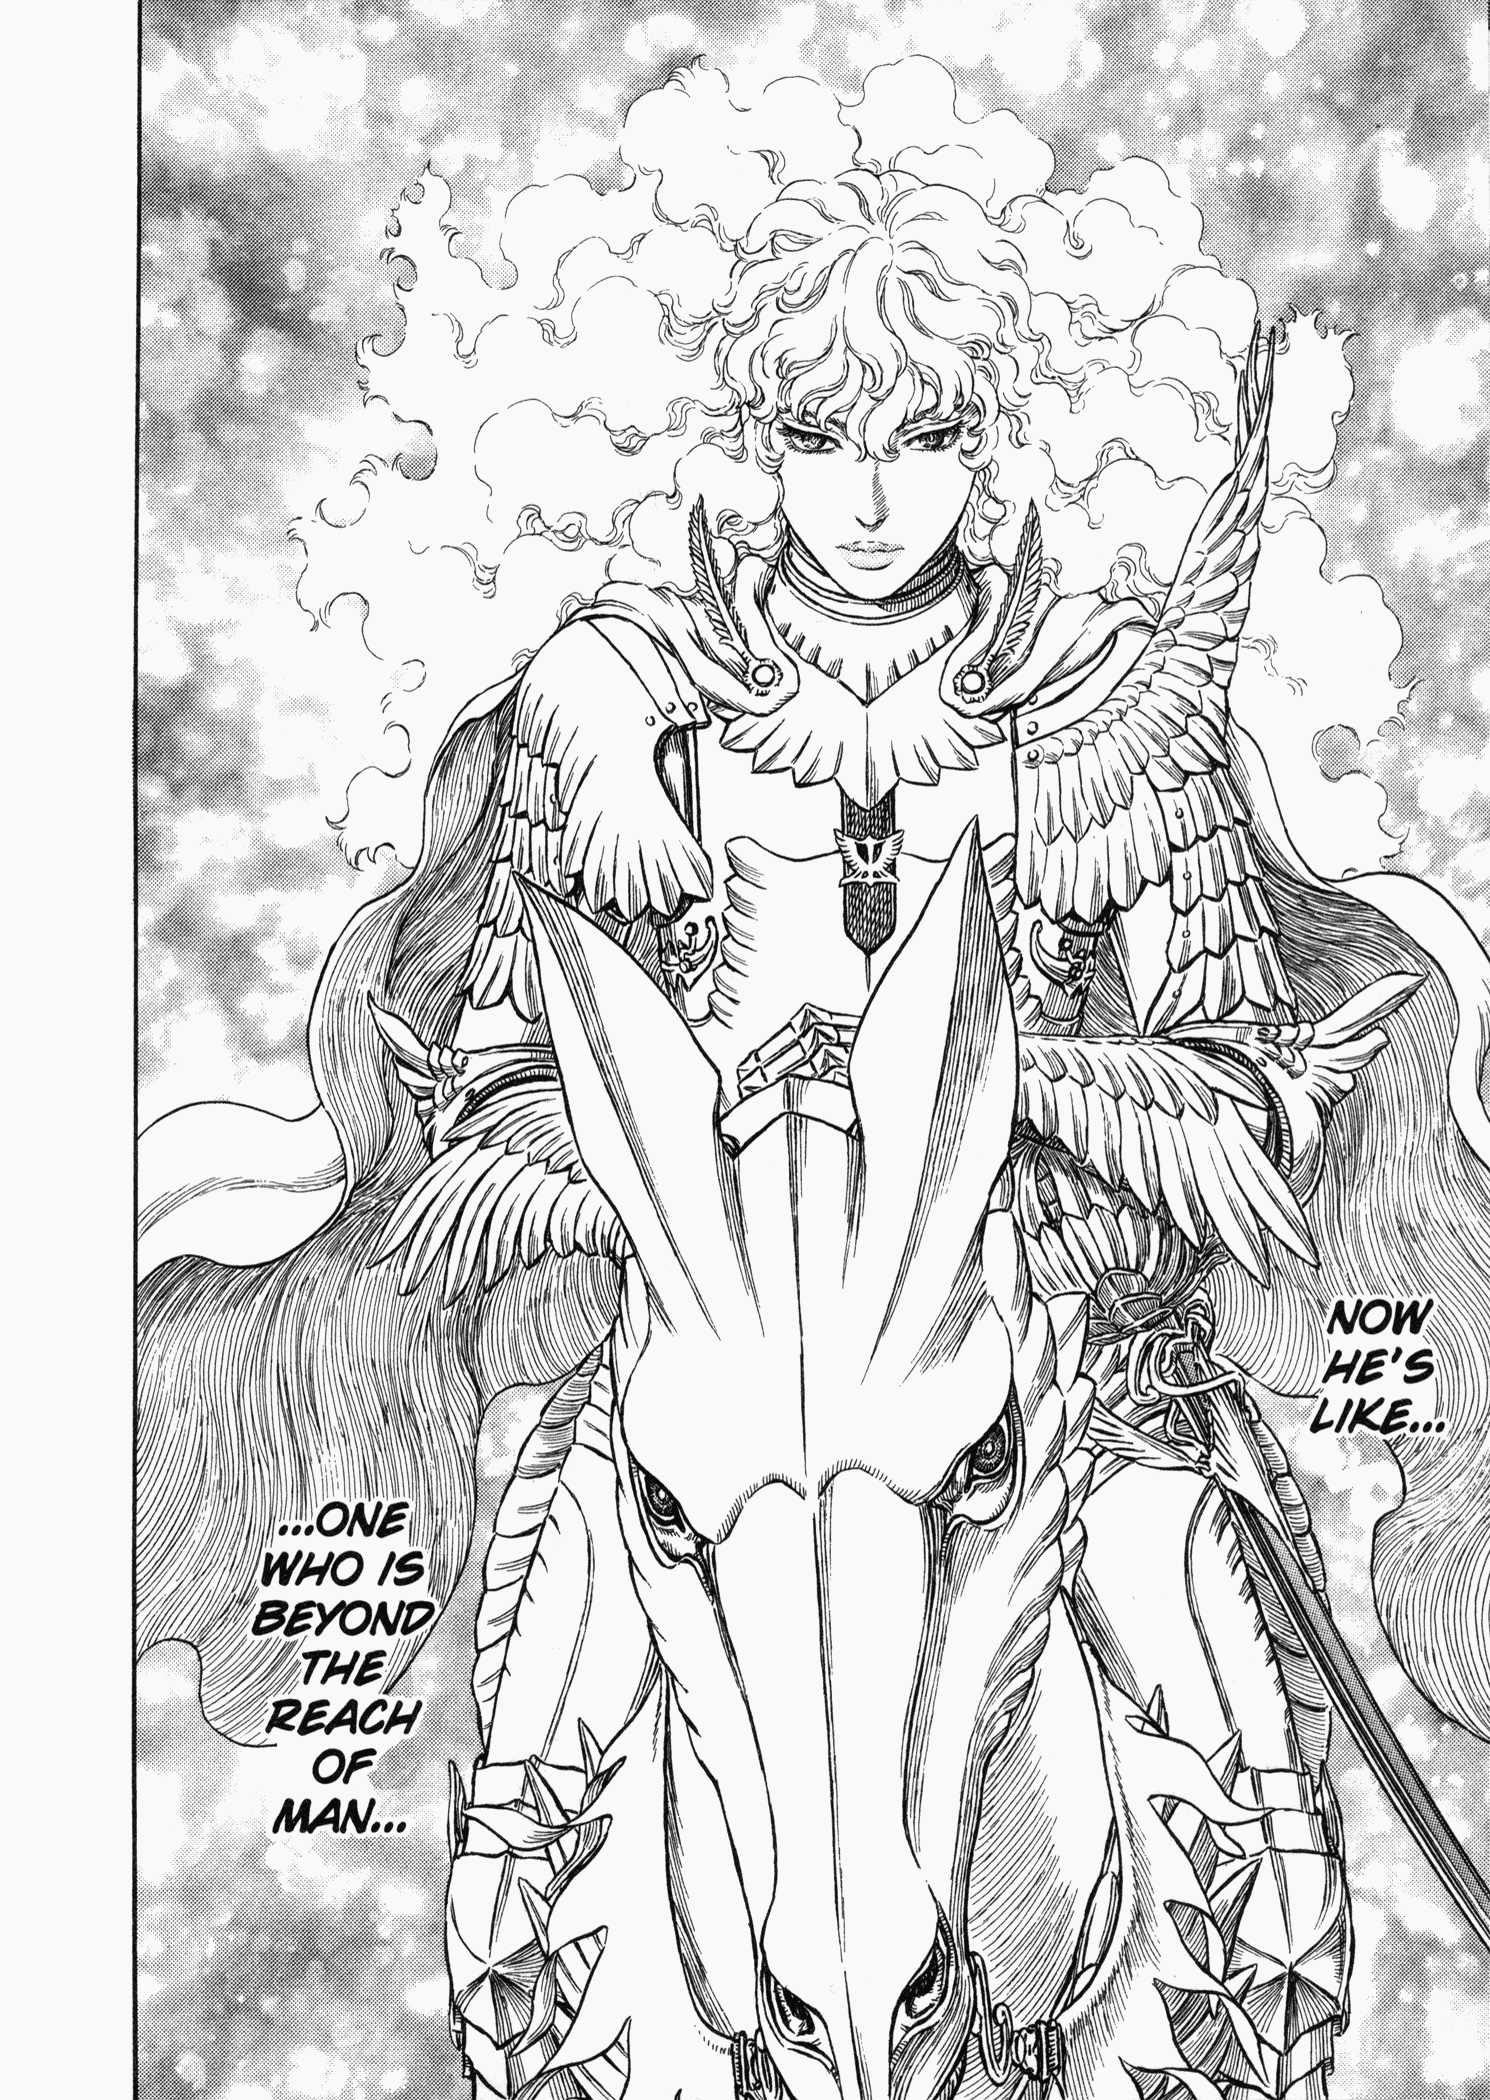 NOW
HE'S
LIKE...
...ONE
WHO IS
BEYOND
THE
REACH
OF
MAN...